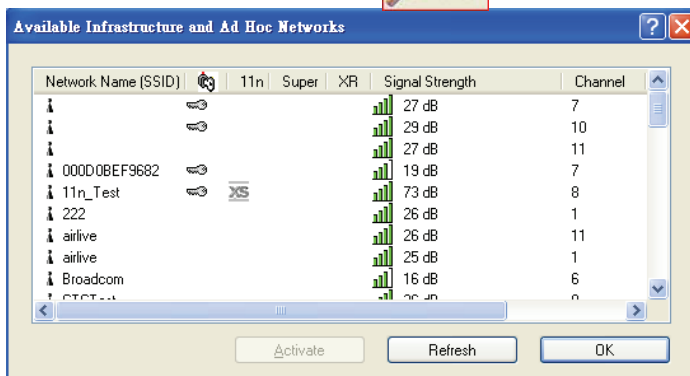 Available Infrastructure and Ad Hoc Networks
Network Name (SSID) 11n Super XR Signal Strength Channel
27 dB 7
29 dB 10
27 dB 11
000D0BEF9682 19 dB 7
11n_Test XS 73 dB 8
222 26 dB 1
airlive 26 dB 11
airlive 25 dB 1
Broadcom 16 dB 6
Activate Refresh OK